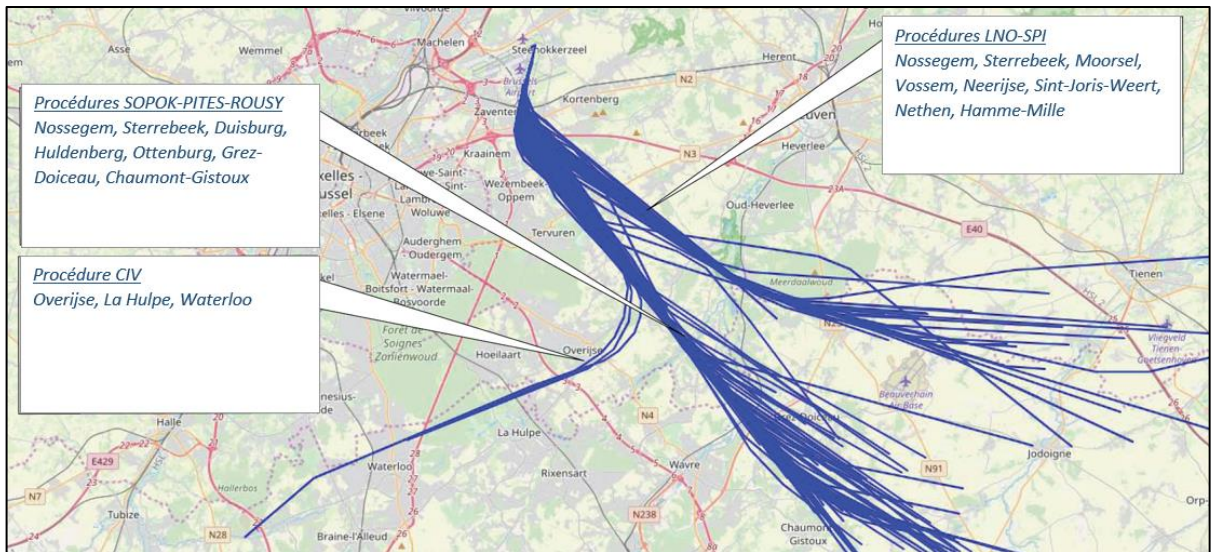 Procédures SOPOK-PITES-ROUSY
Nossegem, Sterrebeek, Duisburg,
Huldenberg, Ottenburg, Grez-
Doiceau, Chaumont-Gistoux
Procédure CIV
Overijse, La Hulpe, Waterloo
Procédures LNO-SPI
Nossegem, Sterrebeek, Moorsel,
Vossem, Neerijse, Sint-Joris-Weert,
Nethen, Hamme-Mille
Asse
Wemmel
Machelen
Brussels
Airport
Kortenberg
N2
Herent
Kraainem
Wezembeek-
Oppem
N3
Heverlee
23A
Oud-Heverlee
E40
Tervuren
Auderghem
Oudergem
Watermael-
Boitsfort - Watermaal-
Bosvoorde
Forêt de
Soignes
Zoniënwoud
Hoeilaart
Meerdaalwoud
Tienen
HSL 2
Vliegveld
Tienen-
Goetsenhoven
Beauvechain
Air Base
N4
La Hulpe
Rixensart
Wavre
N91
Jodoigne
Halle
E429
Hallerbos
N7
Tubize
N28
Waterloo
Braine-l'Alleud
N238
Chaumont-
Gistoux